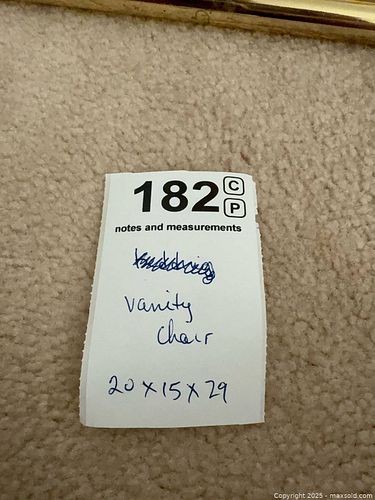 182 C
P
notes and measurements
vanity
chair
20 x 15 x 29
Copyright 2025 - maxsold.com